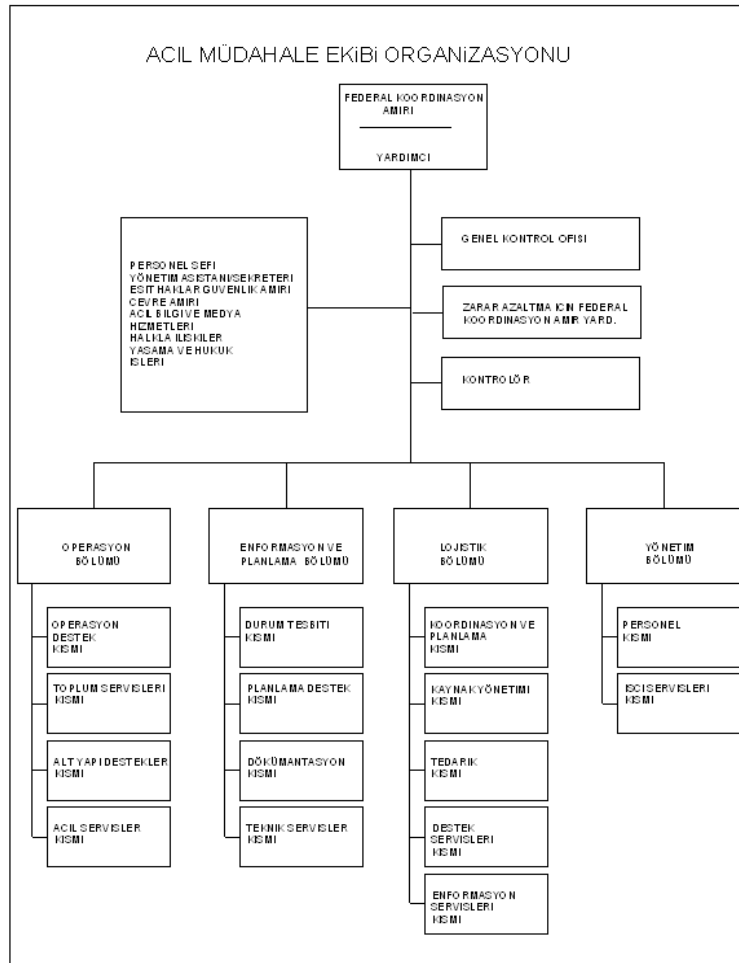 ACIL MÜDAHALE EKiBi ORGANiZASYONU
FEDERAL KOORDINASYON
AMIRI
YARDIMCI
PERSONEL SEFI
YÖNETIM ASISTANI/SEKRETERI
ESIT HAKLAR GUVENLIK AMIRI
CEVRE AMIRI
ACIL BILGI VE MEDYA
HIZMETLERI
HALKLA ILISKILER
YASAMA VE HUKUK
ISLERI
GENEL KONTROL OFISI
ZARAR AZALTMA ICIN FEDERAL
KOORDINASYON AMIR YARD.
KONTROLÖR
OPERASYON
BÖLÜMÜ
OPERASYON
DESTEK
KISMI
TOPLUM SERVISLERI
KISMI
ALT YAPI DESTEKLER
KISMI
ACIL SERVISLER
KISMI
ENFORMASYON VE
PLANLAMA BÖLÜMÜ
DURUM TESBITI
KISMI
PLANLAMA DESTEK
KISMI
DÖKÜMANTASYON
KISMI
TEKNIK SERVISLER
KISMI
LOJISTIK
BÖLÜMÜ
KOORDINASYON VE
PLANLAMA
KISMI
KAYNAK YÖNETIMI
KISMI
TEDARIK
KISMI
DESTEK
SERVISLERI
KISMI
ENFORMASYON
SERVISLERI
KISMI
YÖNETIM
BÖLÜMÜ
PERSONEL
KISMI
ISCI SERVISLERI
KISMI